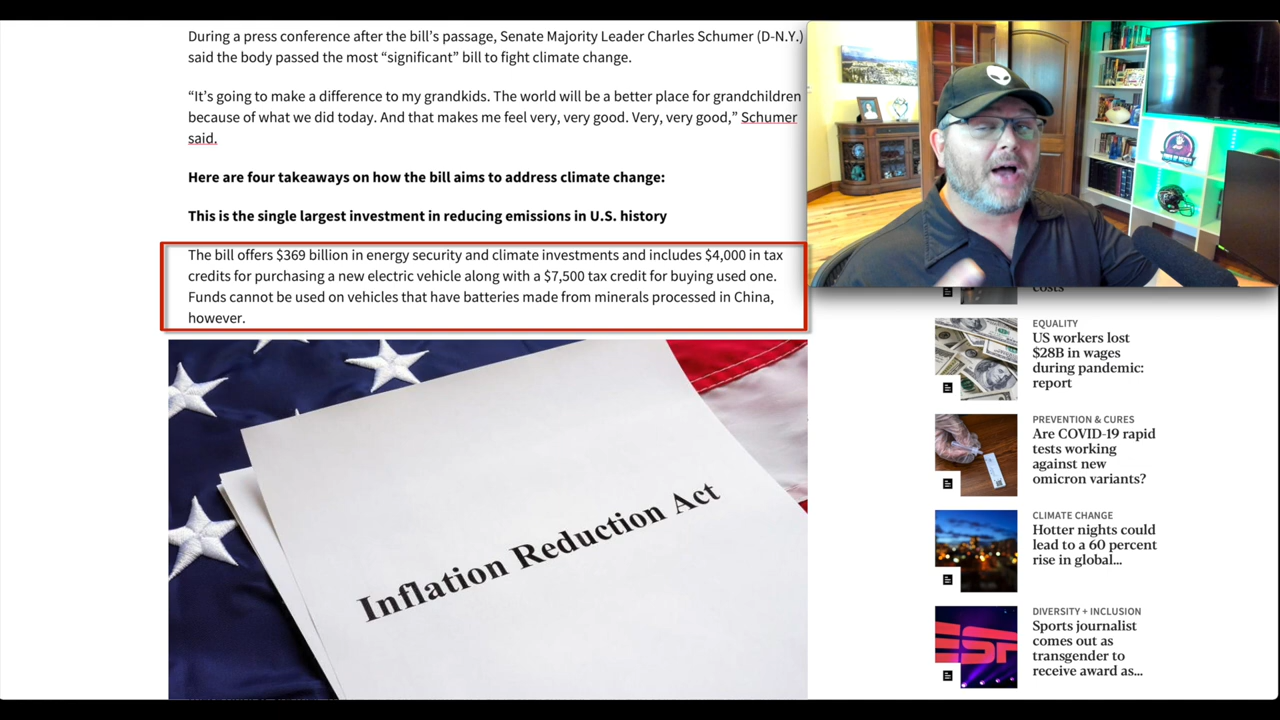 During a press conference after the bill’s passage, Senate Majority Leader Charles Schumer (D-N.Y.)
said the body passed the most “significant” bill to fight climate change.
“It’s going to make a difference to my grandkids. The world will be a better place for grandchildren
because of what we did today. And that makes me feel very, very good. Very, very good,” Schumer
said.
Here are four takeaways on how the bill aims to address climate change:
This is the single largest investment in reducing emissions in U.S. history
The bill offers $369 billion in energy security and climate investments and includes $4,000 in tax
credits for purchasing a new electric vehicle along with a $7,500 tax credit for buying used one.
Funds cannot be used on vehicles that have batteries made from minerals processed in China,
however.
Inflation Reduction Act
costs
EQUALITY
US workers lost
$28B in wages
during pandemic:
report
PREVENTION & CURES
Are COVID-19 rapid
tests working
against new
omicron variants?
CLIMATE CHANGE
Hotter nights could
lead to a 60 percent
rise in global...
DIVERSITY + INCLUSION
Sports journalist
comes out as
transgender to
receive award as...